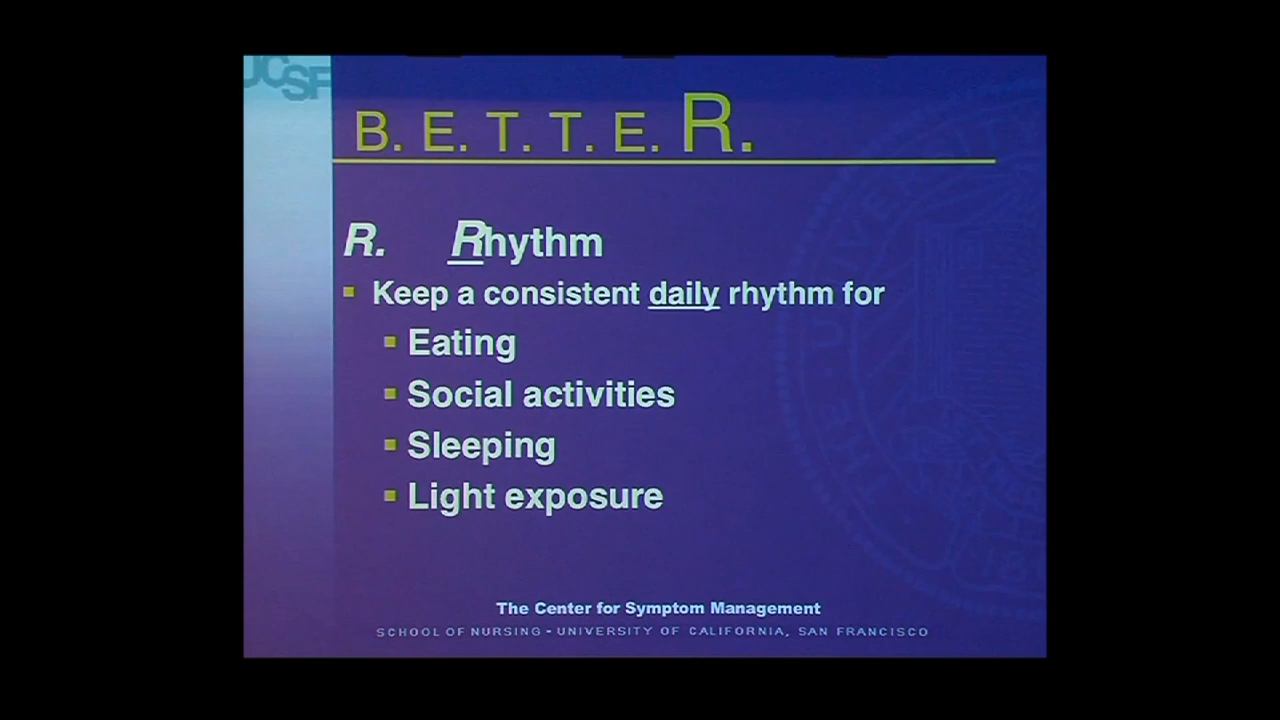 UCSF
B. E. T. T. E. R.
R. Rhythm
Keep a consistent daily rhythm for
Eating
Social activities
Sleeping
Light exposure
The Center for Symptom Management
SCHOOL OF NURSING - UNIVERSITY OF CALIFORNIA, SAN FRANCISCO